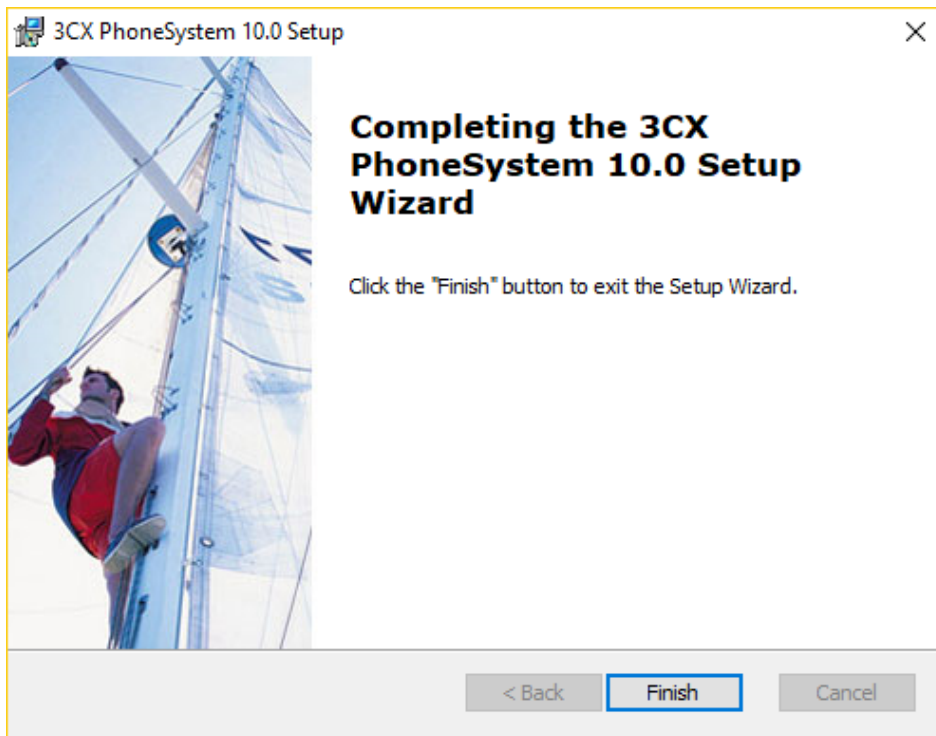 3CX PhoneSystem 10.0 Setup
Completing the 3CX
PhoneSystem 10.0 Setup
Wizard
Click the "Finish" button to exit the Setup Wizard.
< Back
Finish
Cancel